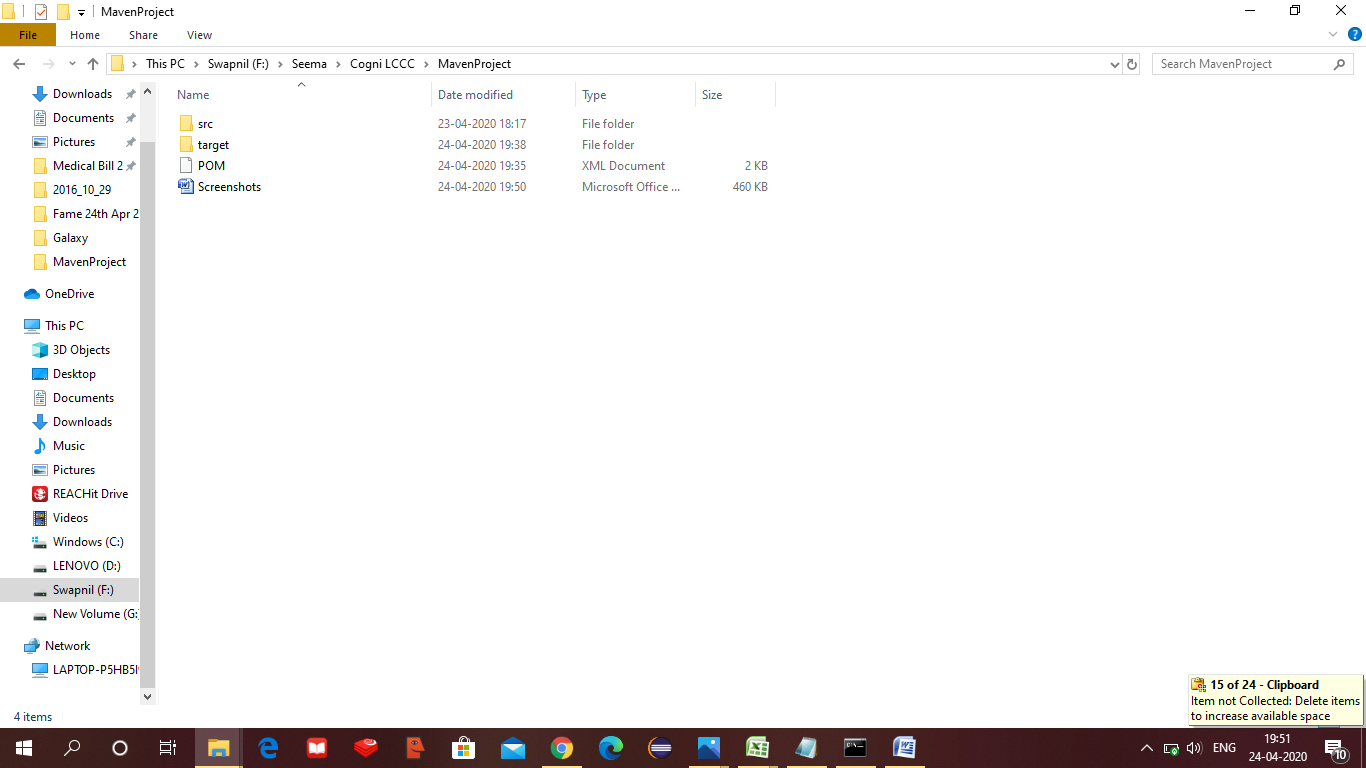 MavenProject
File Home Share View
This PC Swapnil (F:) Seema Cogni LCCC MavenProject
Search MavenProject
Downloads
Documents
Pictures
Medical Bill 2
2016_10_29
Fame 24th Apr 2
Galaxy
MavenProject
OneDrive
This PC
3D Objects
Desktop
Documents
Downloads
Music
Pictures
REACHit Drive
Videos
Windows (C:)
LENOVO (D:)
Swapnil (F:)
New Volume (G:
Network
Name Date modified Type Size
src 23-04-2020 18:17 File folder
target 24-04-2020 19:38 File folder
POM 24-04-2020 19:35 XML Document 2 KB
Screenshots 24-04-2020 19:50 Microsoft Office ... 460 KB
4 items
15 of 24 - Clipboard
Item not Collected: Delete items
to increase available space
ENG
19:51
24-04-2020
10